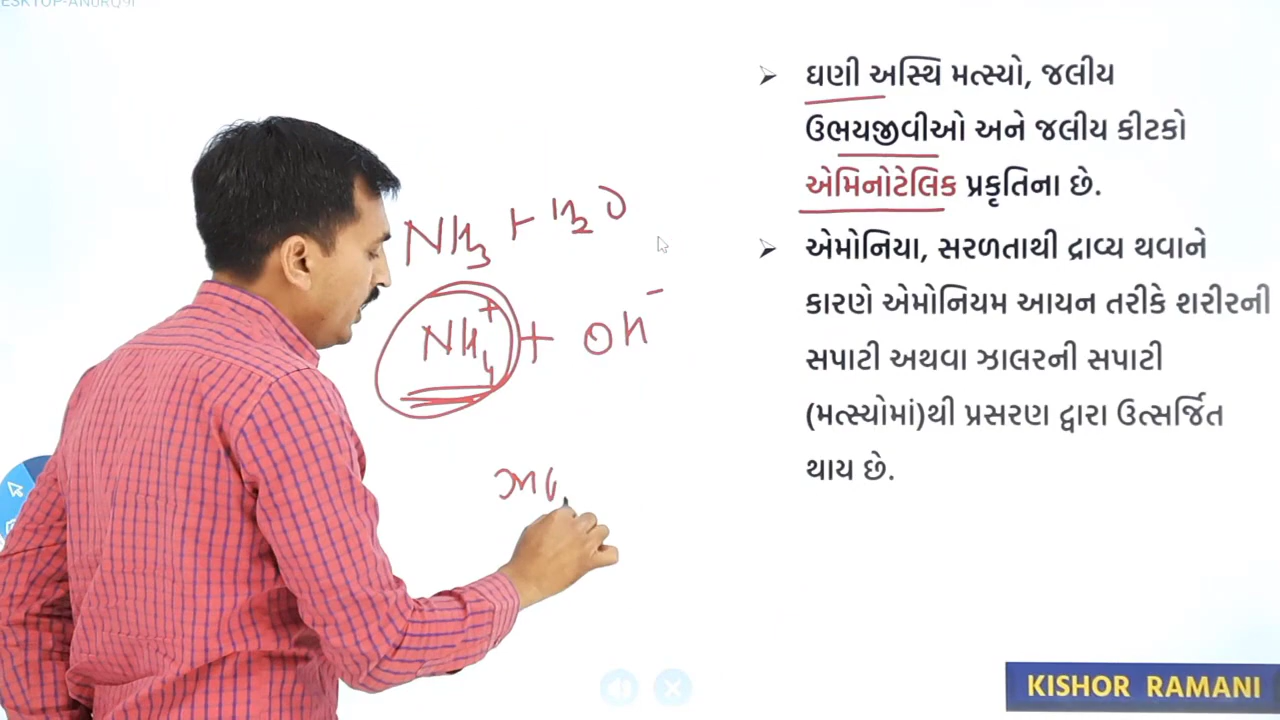 ESKTOP-AN0RQ9I
NH3 + H2O
NH4+ + OH-
➤ ઘણી અસ્થિ મત્સ્યો, જલીય
ઉભયજીવીઓ અને જલીય કીટકો
એમિનોટેલિક પ્રકૃતિના છે.
➤ એમોનિયા, સરળતાથી દ્રાવ્ય થવાને
કારણે એમોનિયમ આયન તરીકે શરીરની
સપાટી અથવા ઝાલરની સપાટી
(મત્સ્યોમાં)થી પ્રસરણ દ્વારા ઉત્સર્જિત
થાય છે.
KISHOR RAMANI